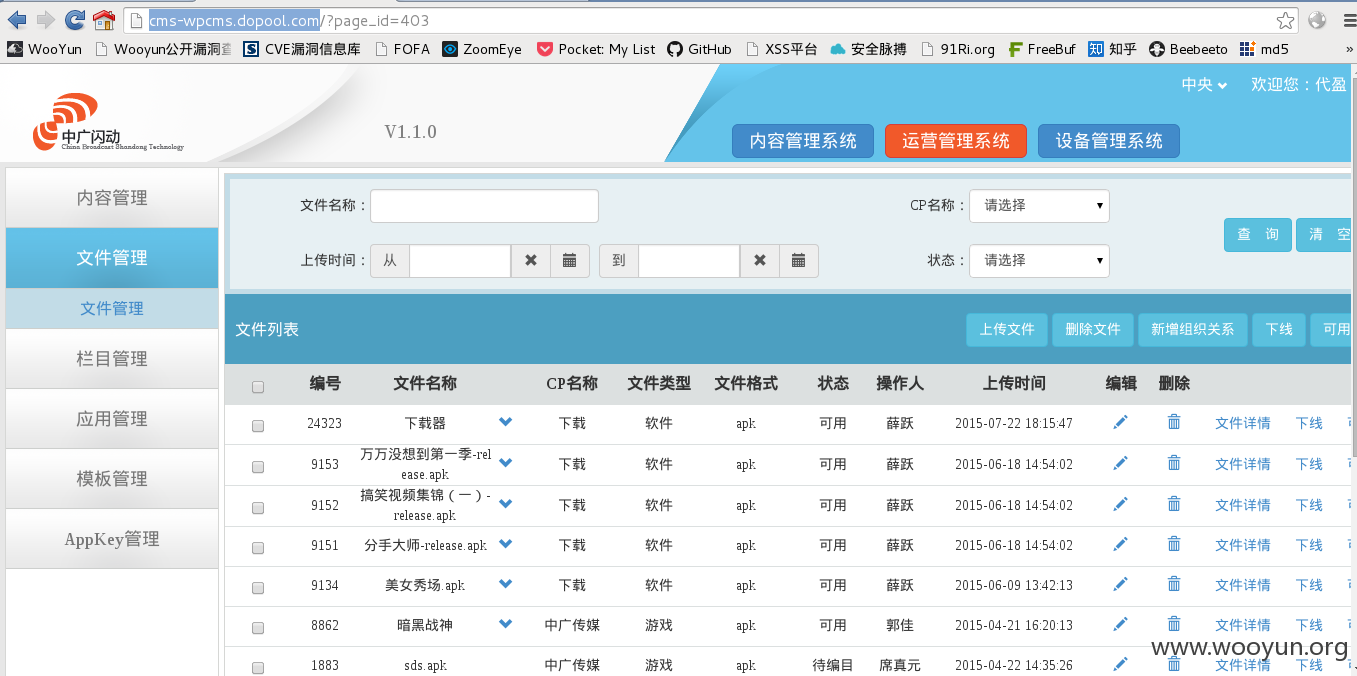 cms-wpcms.dopool.com/?page_id=403
WooYun Wooyun公开漏洞查 CVE漏洞信息库 FOFA ZoomEye Pocket: My List GitHub XSS平台 安全脉搏 91Ri.org FreeBuf 知乎 Beebeeto md5 »
中央 欢迎您：代盈
中广闪动
China Broadcast Shandong Technology
V1.1.0
内容管理系统 运营管理系统 设备管理系统
内容管理
文件管理
文件管理
栏目管理
应用管理
模板管理
AppKey管理
文件名称： CP名称： 请选择
查 询 清 空
上传时间： 从 到 状态： 请选择
文件列表 上传文件 删除文件 新增组织关系 下线 可用
编号 文件名称 CP名称 文件类型 文件格式 状态 操作人 上传时间 编辑 删除
24323 下载器 下载 软件 apk 可用 薛跃 2015-07-22 18:15:47 文件详情 下线
9153 万万没想到第一季-rel
ease.apk 下载 软件 apk 可用 薛跃 2015-06-18 14:54:02 文件详情 下线
9152 搞笑视频集锦（一）-
release.apk 下载 软件 apk 可用 薛跃 2015-06-18 14:54:02 文件详情 下线
9151 分手大师-release.apk 下载 软件 apk 可用 薛跃 2015-06-18 14:54:02 文件详情 下线
9134 美女秀场.apk 下载 软件 apk 可用 薛跃 2015-06-09 13:42:13 文件详情 下线
8862 暗黑战神 中广传媒 游戏 apk 可用 郭佳 2015-04-21 16:20:13 文件详情 下线
1883 sds.apk 中广传媒 游戏 apk 待编目 席真元 2015-04-22 14:35:26 文件详情 下线
www.wooyun.org